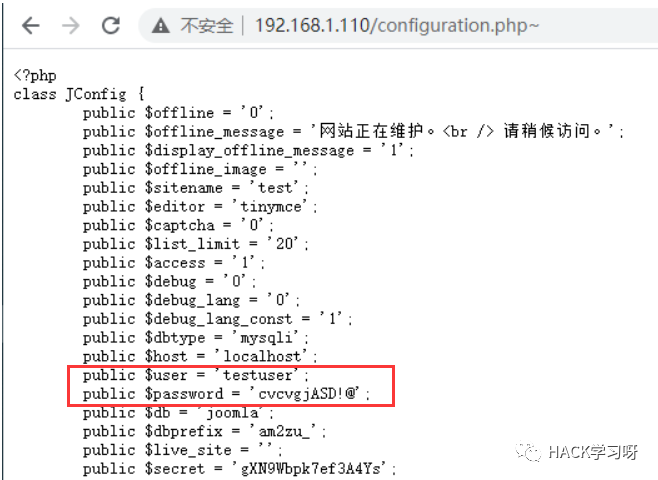 不安全 | 192.168.1.110/configuration.php~
<?php
class JConfig {
public $offline = '0';
public $offline_message = '网站正在维护。<br /> 请稍候访问。';
public $display_offline_message = '1';
public $offline_image = '';
public $sitename = 'test';
public $editor = 'tinymce';
public $captcha = '0';
public $list_limit = '20';
public $access = '1';
public $debug = '0';
public $debug_lang = '0';
public $debug_lang_const = '1';
public $dbtype = 'mysqli';
public $host = 'localhost';
public $user = 'testuser';
public $password = 'cvcvgjASD!@';
public $db = 'joomla';
public $dbprefix = 'am2zu_';
public $live_site = '';
public $secret = 'gXN9Wbpk7ef3A4Ys';
HACK学习呀